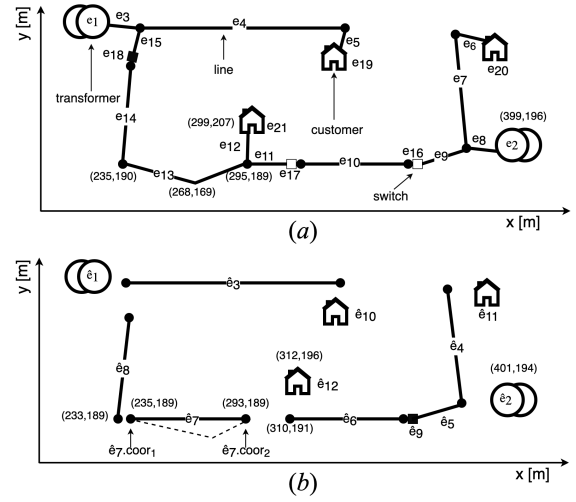 y [m]
e1
e3
e4
e15
e5
e18
line
e19
e6
e20
e7
transformer
e14
(299,207)
e21
customer
(399,196)
e12
e8
e2
e16
e9
e11
e10
e13
e17
(235,190)
(268,169)
(295,189)
switch
x [m]
(a)
y [m]
ê1
ê3
ê10
ê11
ê4
ê8
(312,196)
ê12
(401,194)
ê2
(233,189)
(235,189)
ê7
(293,189)
(310,191)
ê6
ê9
ê5
ê7.coor1
ê7.coor2
x [m]
(b)